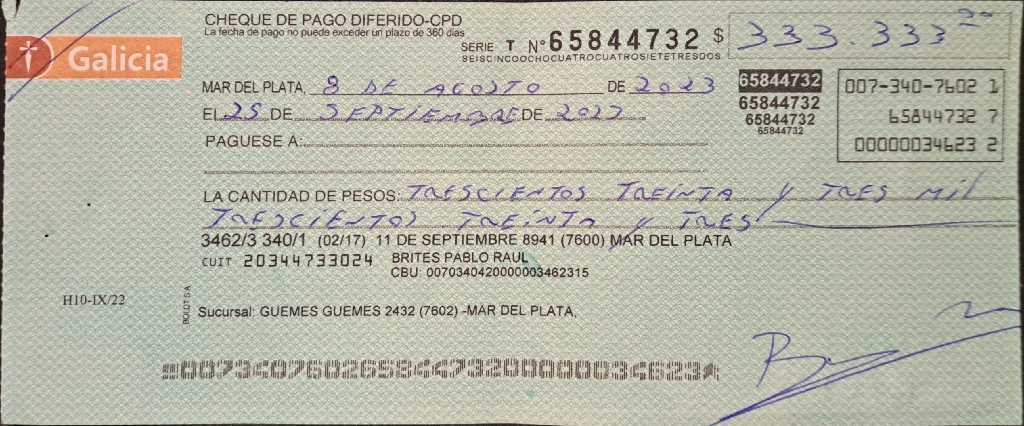 Galicia
CHEQUE DE PAGO DIFERIDO-CPD
La fecha de pago no puede exceder un plazo de 360 días
SERIE T N° 65844732 $ 333.333
SEISCINCOOCHOCUATROCUATROSIETETRESDOS
MAR DEL PLATA, 8 DE AGOSTO DE 2023
EL 25 DE SEPTIEMBRE DE 2023
PAGUESE A:
65844732
65844732
65844732
65844732
007-340-7602 1
65844732 7
00000034623 2
LA CANTIDAD DE PESOS: TRESCIENTOS TREINTA Y TRES Mil
TRESCIENTOS TREINTA Y TRES
3462/3 340/1 (02/17) 11 DE SEPTIEMBRE 8941 (7600) MAR DEL PLATA
CUIT 20344733024 BRITES PABLO RAUL
CBU: 0070340420000003462315
H10-IX/22
BOLDT S.A
Sucursal: GUEMES GUEMES 2432 (7602) -MAR DEL PLATA,
00734076026584473200000034623